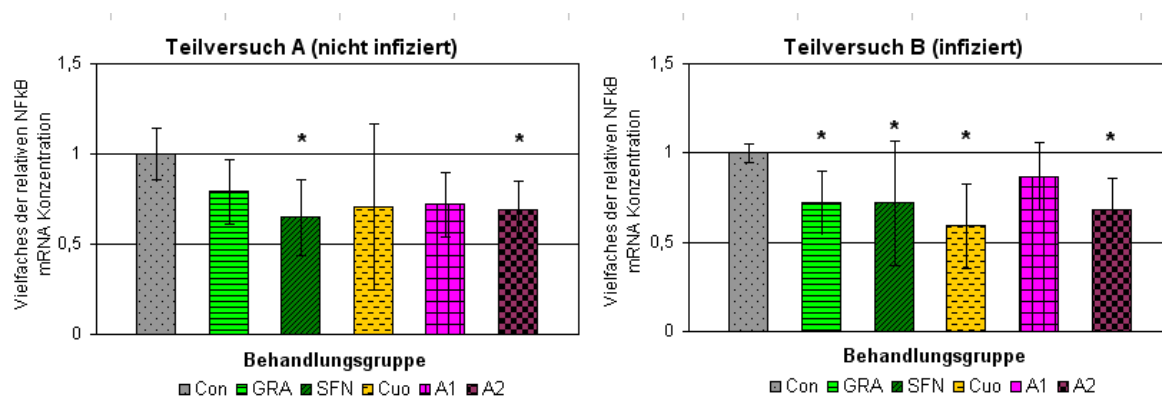 Teilversuch A (nicht infiziert)
Vielfaches der relativen NFkB
mRNA Konzentration
1,5
1
0,5
0
*
*
Behandlungsgruppe
Con GRA SFN Cuo A1 A2
Teilversuch B (infiziert)
Vielfaches der relativen NFkB
mRNA Konzentration
1,5
1
0,5
0
*
*
*
*
Behandlungsgruppe
Con GRA SFN Cuo A1 A2